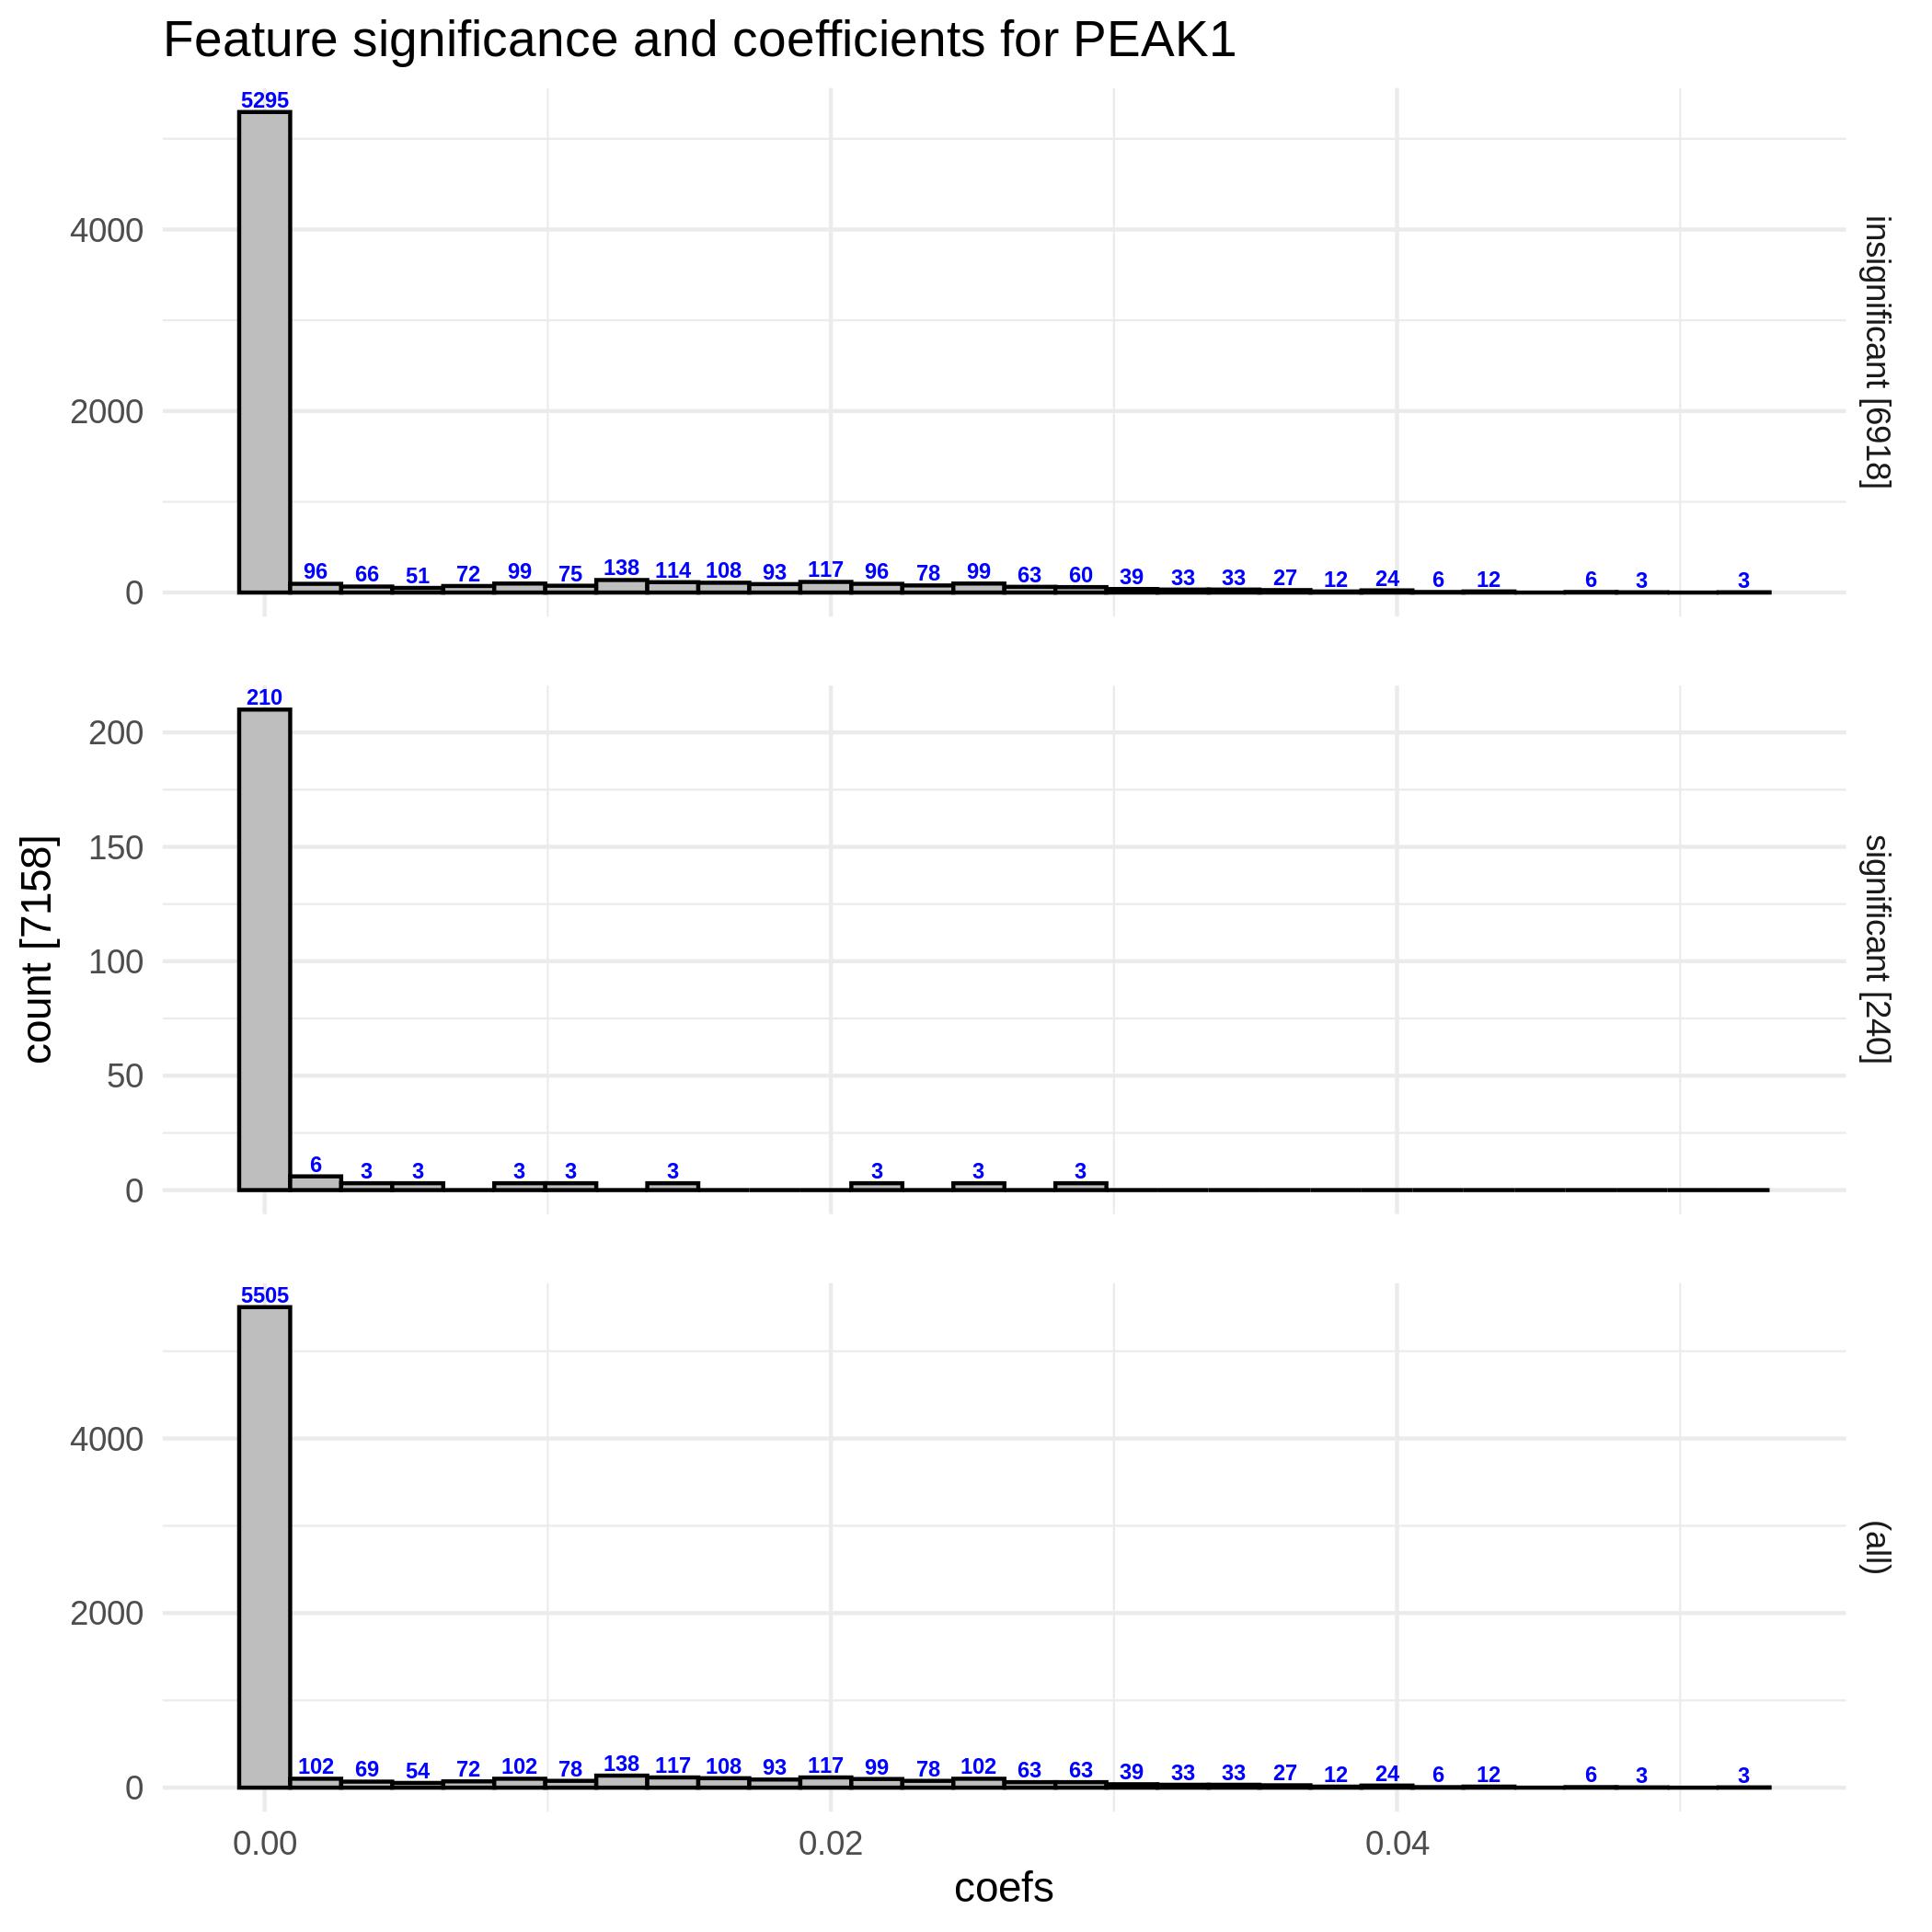 Feature significance and coefficients for PEAK1
5295
4000
2000
0
96 66 51 72 99 75 138 114 108 93 117 96 78 99 63 60 39 33 33 27 12 24 6 12 6 3 3
insignificant [6918]
210
200
150
100
50
0
6 3 3 3 3 3 3 3 3
significant [240]
count [7158]
5505
4000
2000
0
102 69 54 72 102 78 138 117 108 93 117 99 78 102 63 63 39 33 33 27 12 24 6 12 6 3 3
(all)
0.00 0.02 0.04
coefs